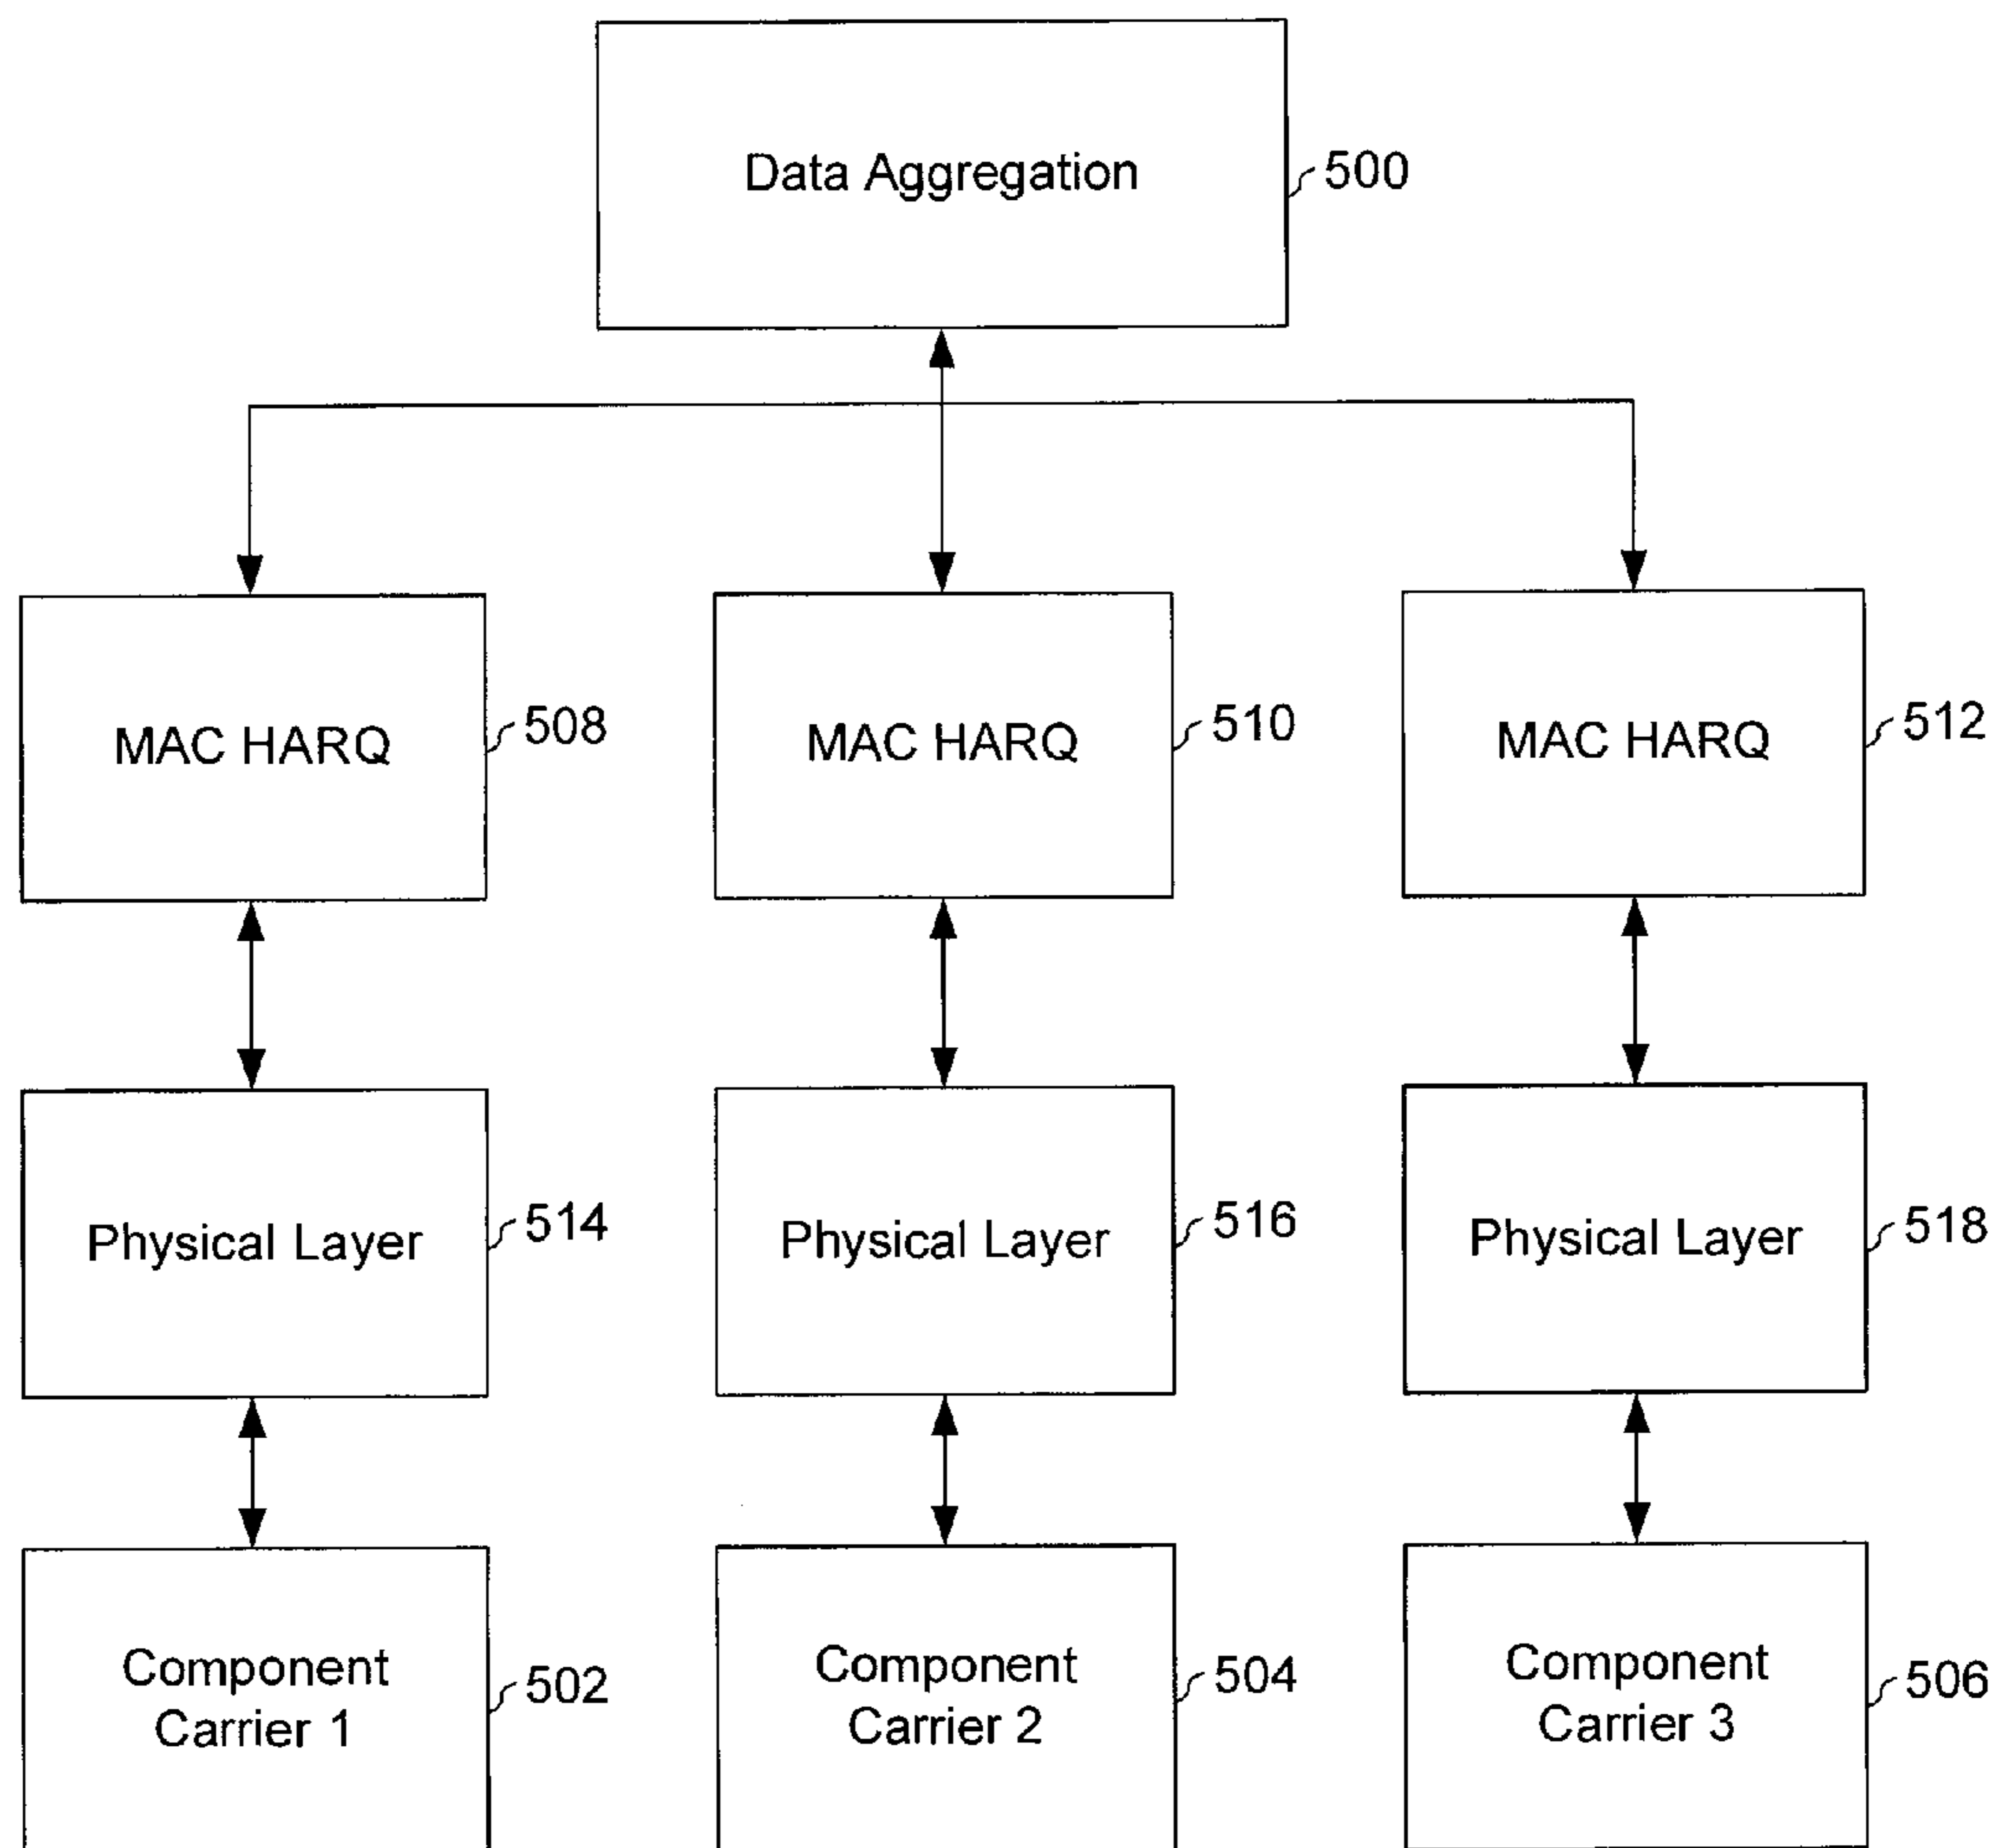 Data Aggregation
500
MAC HARQ
508
MAC HARQ
510
MAC HARQ
512
Physical Layer
514
Physical Layer
516
Physical Layer
518
Component
Carrier 1
502
Component
Carrier 2
504
Component
Carrier 3
506